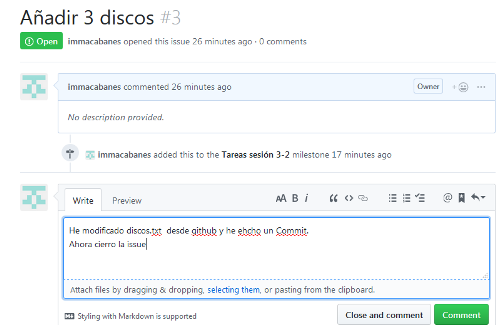 Añadir 3 discos #3
Open immacabanes opened this issue 26 minutes ago · 0 comments
immacabanes commented 26 minutes ago Owner
No description provided.
immacabanes added this to the Tareas sesión 3-2 milestone 17 minutes ago
Write Preview AA B i
He modificado discos.txt desde github y he ehcho un Commit.
Ahora cierro la issue
Attach files by dragging & dropping, selecting them, or pasting from the clipboard.
Styling with Markdown is supported Close and comment Comment